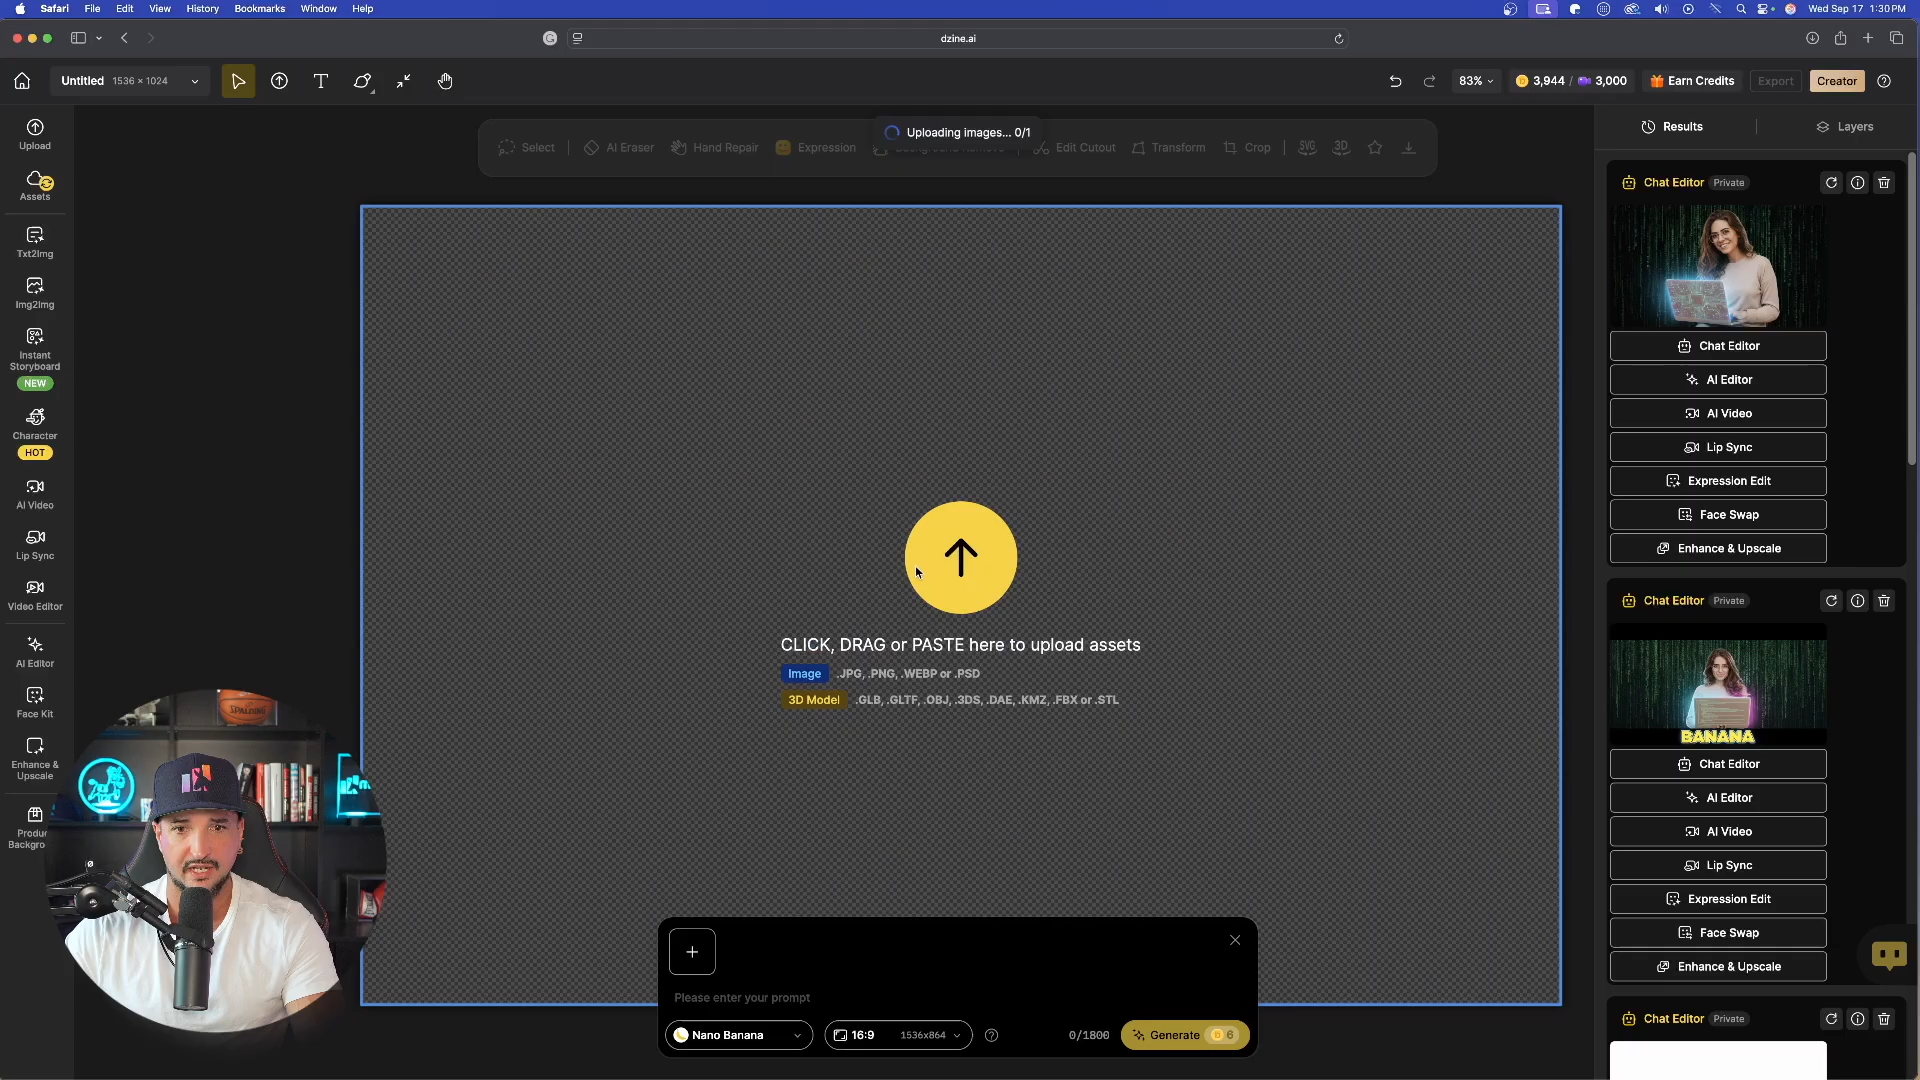 Safari File Edit View History Bookmarks Window Help Wed Sep 17 1:30 PM
dzine.ai
Untitled 1536 × 1024 T 83% 3,944 / 3,000 Earn Credits Export Creator
Uploading images... 0/1
Select AI Eraser Hand Repair Expression Edit Cutout Transform Crop SVG 3D
Results Layers
Upload
Assets
Txt2Img
Img2Img
Instant
Storyboard
NEW
Character
HOT
AI Video
Lip Sync
Video Editor
AI Editor
Face Kit
Enhance &
Upscale
CLICK, DRAG or PASTE here to upload assets
Image .JPG, .PNG, .WEBP or .PSD
3D Model .GLB, .GLTF, .OBJ, .3DS, .DAE, .KMZ, .FBX or .STL
Please enter your prompt
Nano Banana 16:9 1536x864 0/1800 Generate 6
Chat Editor Private
Chat Editor
AI Editor
AI Video
Lip Sync
Expression Edit
Face Swap
Enhance & Upscale
Chat Editor Private
BANANA
Chat Editor
AI Editor
AI Video
Lip Sync
Expression Edit
Face Swap
Enhance & Upscale
Chat Editor Private